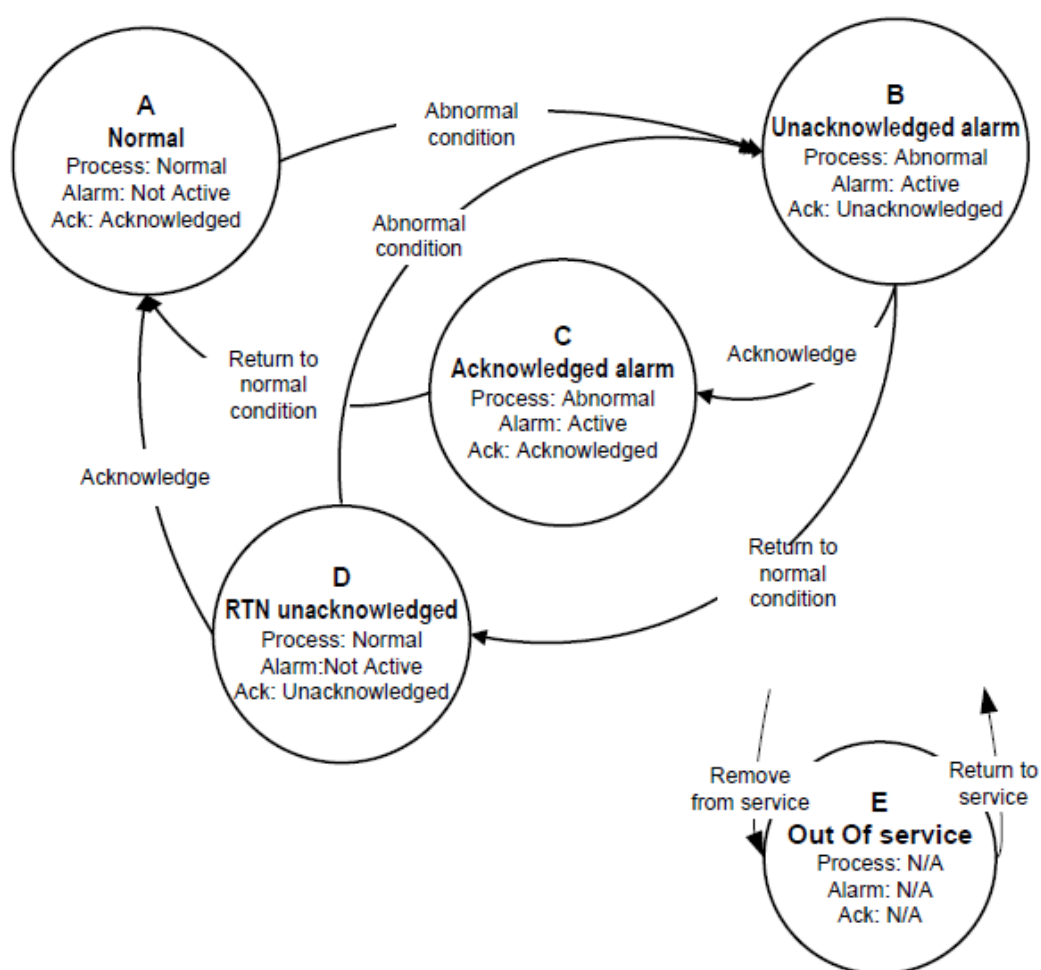 A
Normal
Process: Normal
Alarm: Not Active
Ack: Acknowledged
Abnormal
condition
B
Unacknowledged alarm
Process: Abnormal
Alarm: Active
Ack: Unacknowledged
Abnormal
condition
C
Acknowledged alarm
Process: Abnormal
Alarm: Active
Ack: Acknowledged
Acknowledge
Return to
normal
condition
Acknowledge
D
RTN unacknowledged
Process: Normal
Alarm:Not Active
Ack: Unacknowledged
Return to
normal
condition
Remove
from service
Return to
service
E
Out Of service
Process: N/A
Alarm: N/A
Ack: N/A